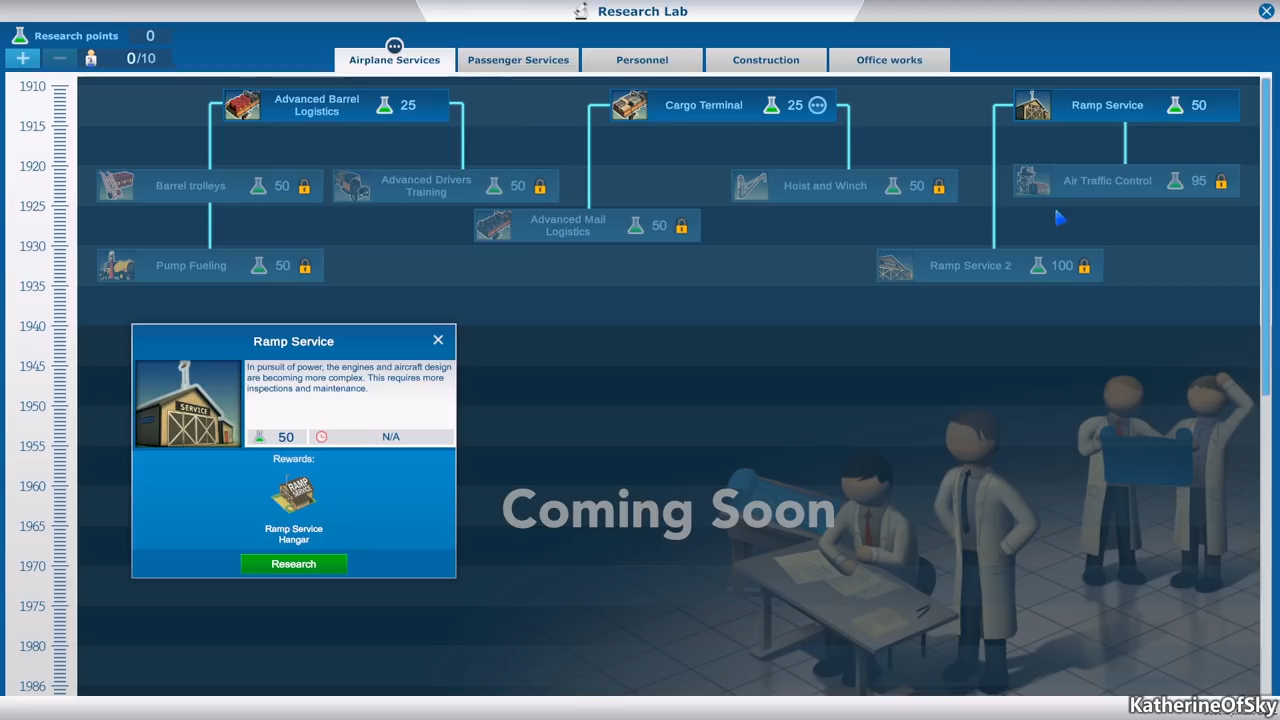 Research Lab
Research points 0
0/10
Airplane Services
Passenger Services
Personnel
Construction
Office works
1910
1915
1920
1925
1930
1935
1940
1945
1950
1955
1960
1965
1970
1975
1980
1986
Advanced Barrel
Logistics
25
Cargo Terminal
25
Ramp Service
50
Barrel trolleys
50
Advanced Drivers
Training
50
Hoist and Winch
50
Air Traffic Control
95
Advanced Mail
Logistics
50
Pump Fueling
50
Ramp Service 2
100
Ramp Service
SERVICE
In pursuit of power, the engines and aircraft design
are becoming more complex. This requires more
inspections and maintenance.
50
N/A
Rewards:
RAMP
SERVICE
Ramp Service
Hangar
Research
Coming Soon
KatherineOfSky